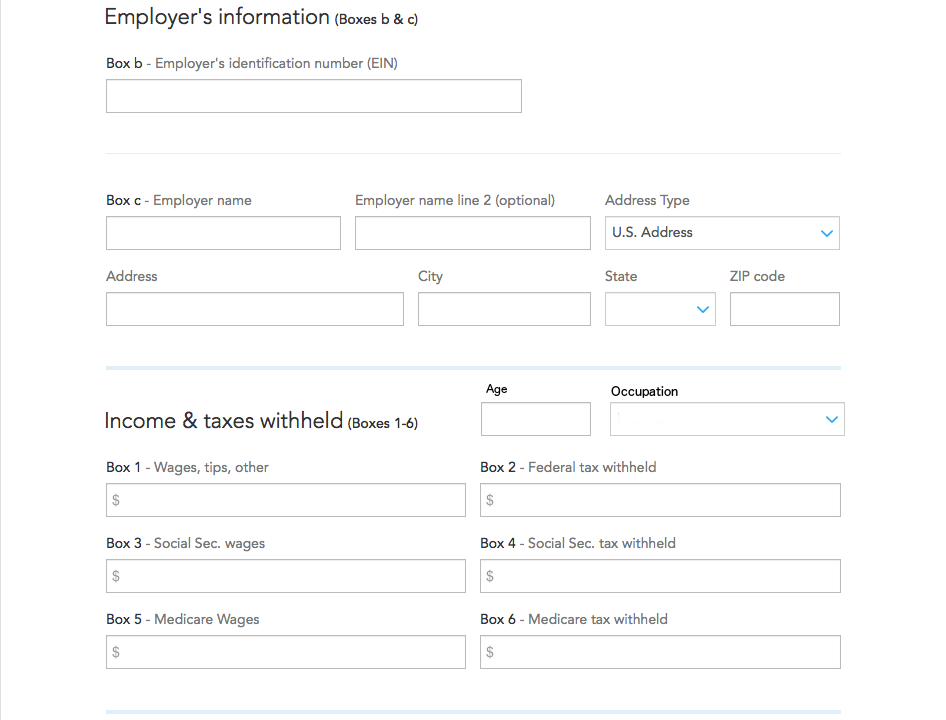 Employer's information (Boxes b & c)
Box b - Employer's identification number (EIN)
Box c - Employer name
Employer name line 2 (optional)
Address Type
U.S. Address
Address
City
State
ZIP code
Age
Occupation
Income & taxes withheld (Boxes 1-6)
Box 1 - Wages, tips, other
Box 2 - Federal tax withheld
$
$
Box 3 - Social Sec. wages
Box 4 - Social Sec. tax withheld
$
$
Box 5 - Medicare Wages
Box 6 - Medicare tax withheld
$
$